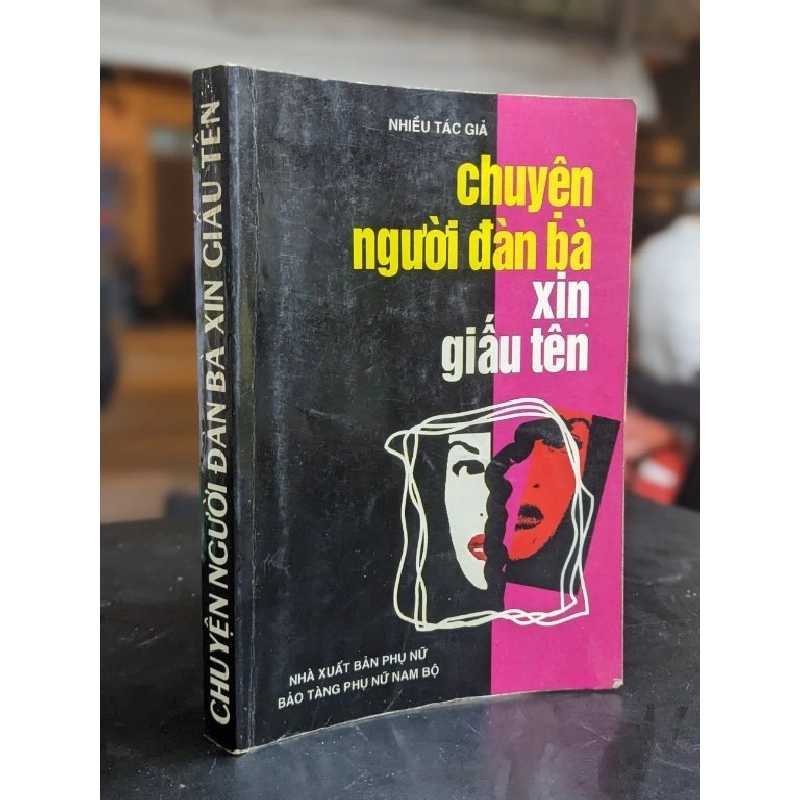 NHIỀU TÁC GIẢ
chuyện
người đàn bà
xin
giấu tên
NHÀ XUẤT BẢN PHỤ NỮ
BẢO TÀNG PHỤ NỮ NAM BỘ
CHUYỆN NGƯỜI ĐÀN BÀ XIN GIẤU TÊN